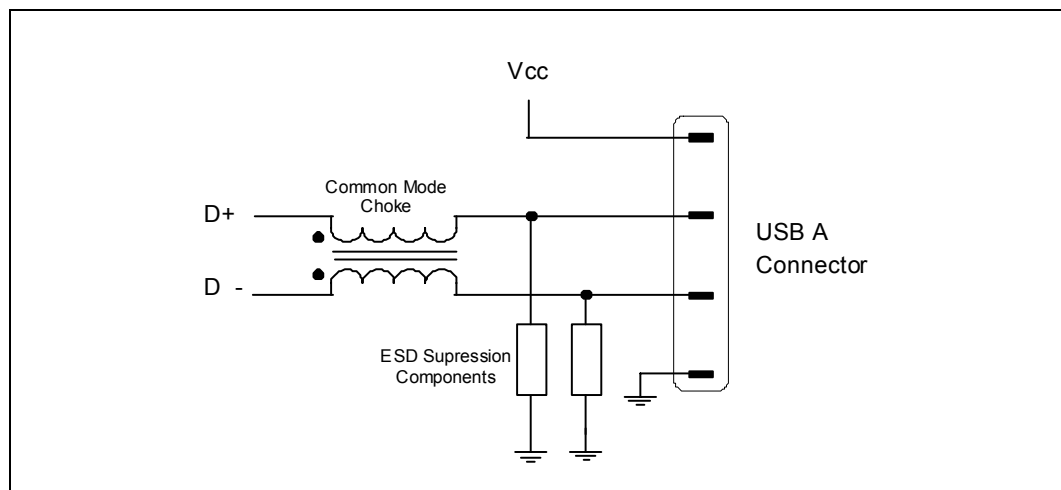 Vcc
Common Mode
Choke
D+
D -
USB A
Connector
ESD Supression
Components